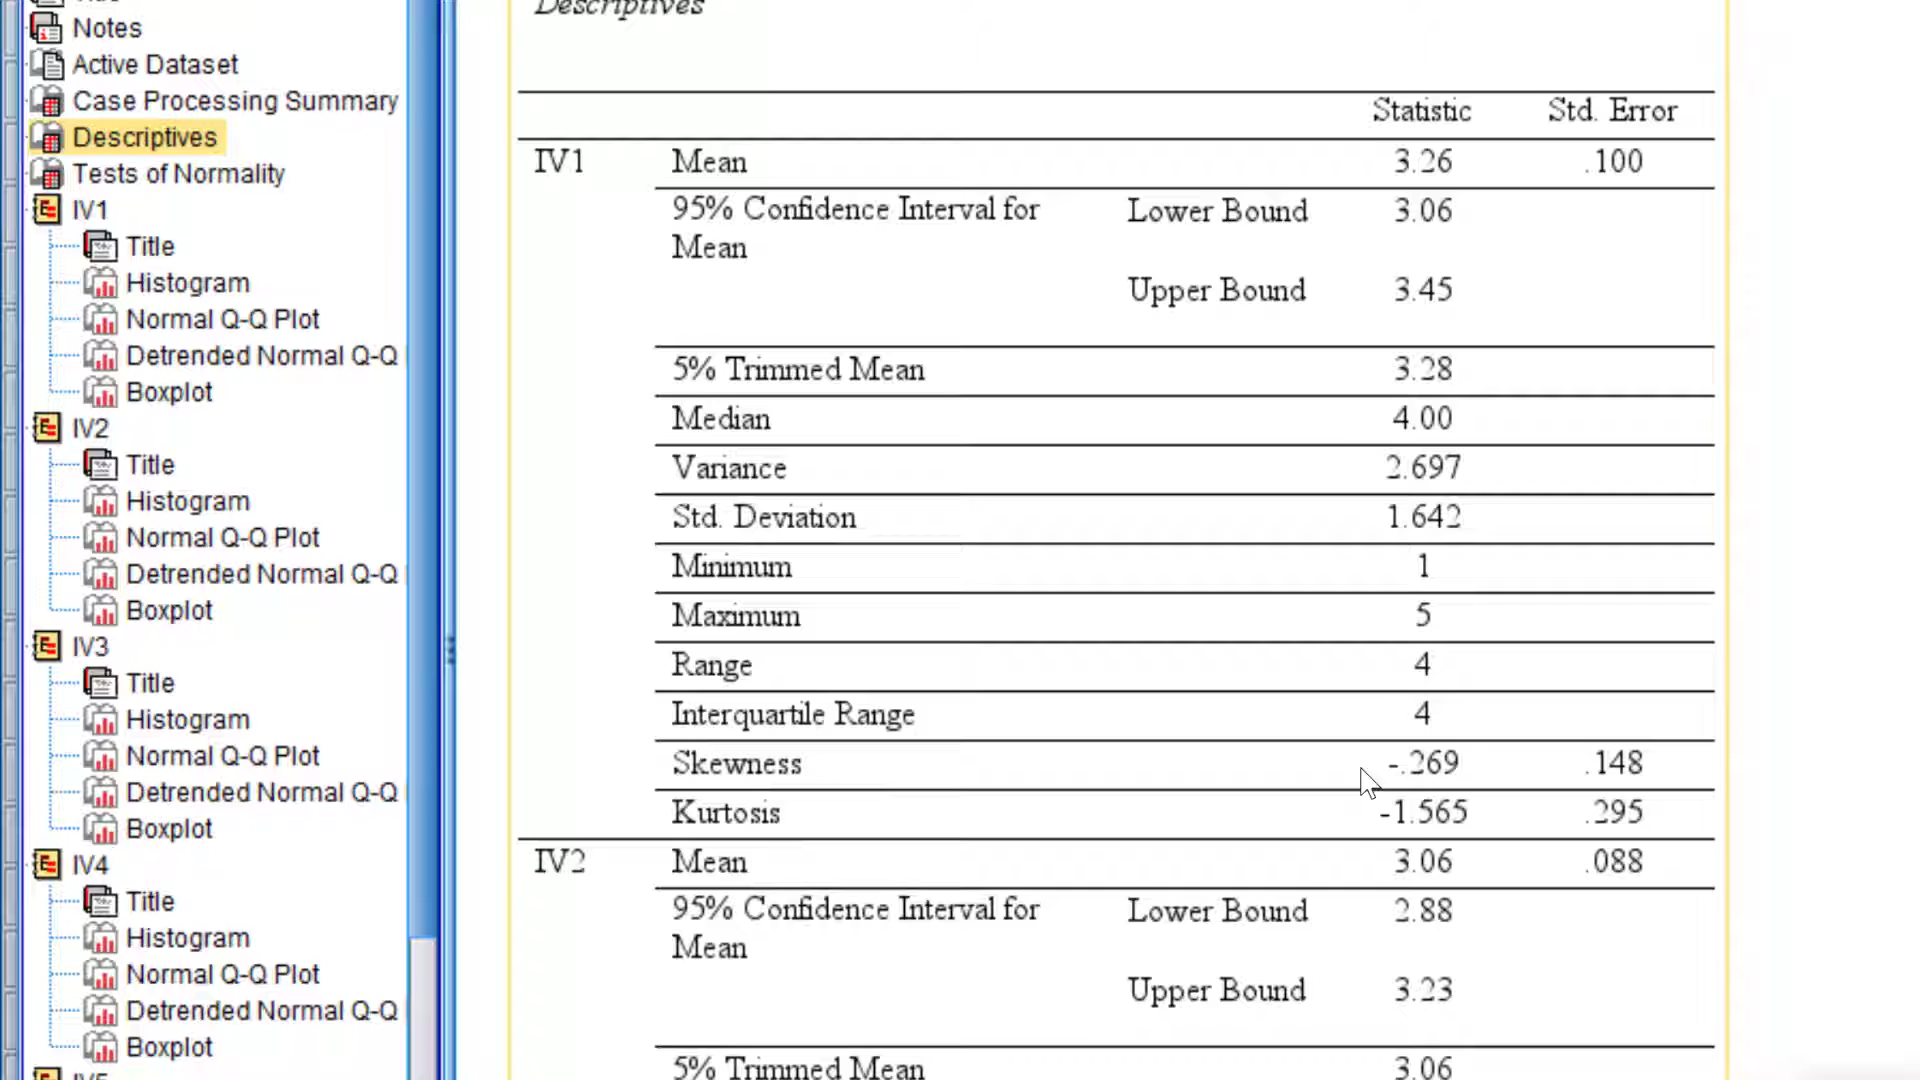 Notes
Active Dataset
Case Processing Summary
Descriptives
Tests of Normality
IV1
Title
Histogram
Normal Q-Q Plot
Detrended Normal Q-Q
Boxplot
IV2
Title
Histogram
Normal Q-Q Plot
Detrended Normal Q-Q
Boxplot
IV3
Title
Histogram
Normal Q-Q Plot
Detrended Normal Q-Q
Boxplot
IV4
Title
Histogram
Normal Q-Q Plot
Detrended Normal Q-Q
Boxplot
Descriptives
Statistic Std. Error
IV1 Mean 3.26 .100
95% Confidence Interval for Lower Bound 3.06
Mean
Upper Bound 3.45
5% Trimmed Mean 3.28
Median 4.00
Variance 2.697
Std. Deviation 1.642
Minimum 1
Maximum 5
Range 4
Interquartile Range 4
Skewness -.269 .148
Kurtosis -1.565 .295
IV2 Mean 3.06 .088
95% Confidence Interval for Lower Bound 2.88
Mean
Upper Bound 3.23
5% Trimmed Mean 3.06